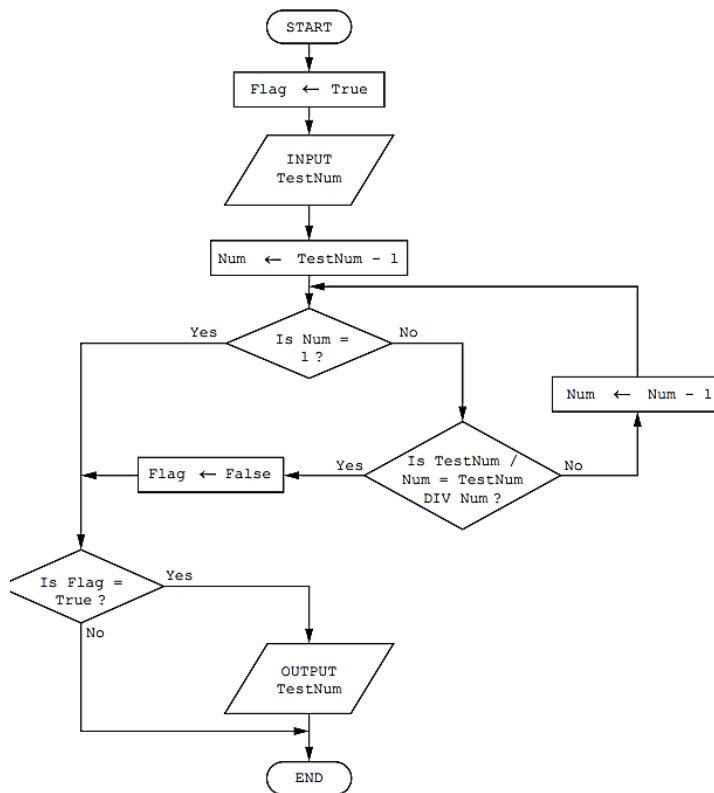 START
Flag ← True
INPUT
TestNum
Num ← TestNum - 1
Yes
Is Num =
1 ?
No
Num ← Num - 1
Flag ← False
Yes
Is TestNum /
Num = TestNum
DIV Num ?
No
Is Flag =
True ?
Yes
No
OUTPUT
TestNum
END